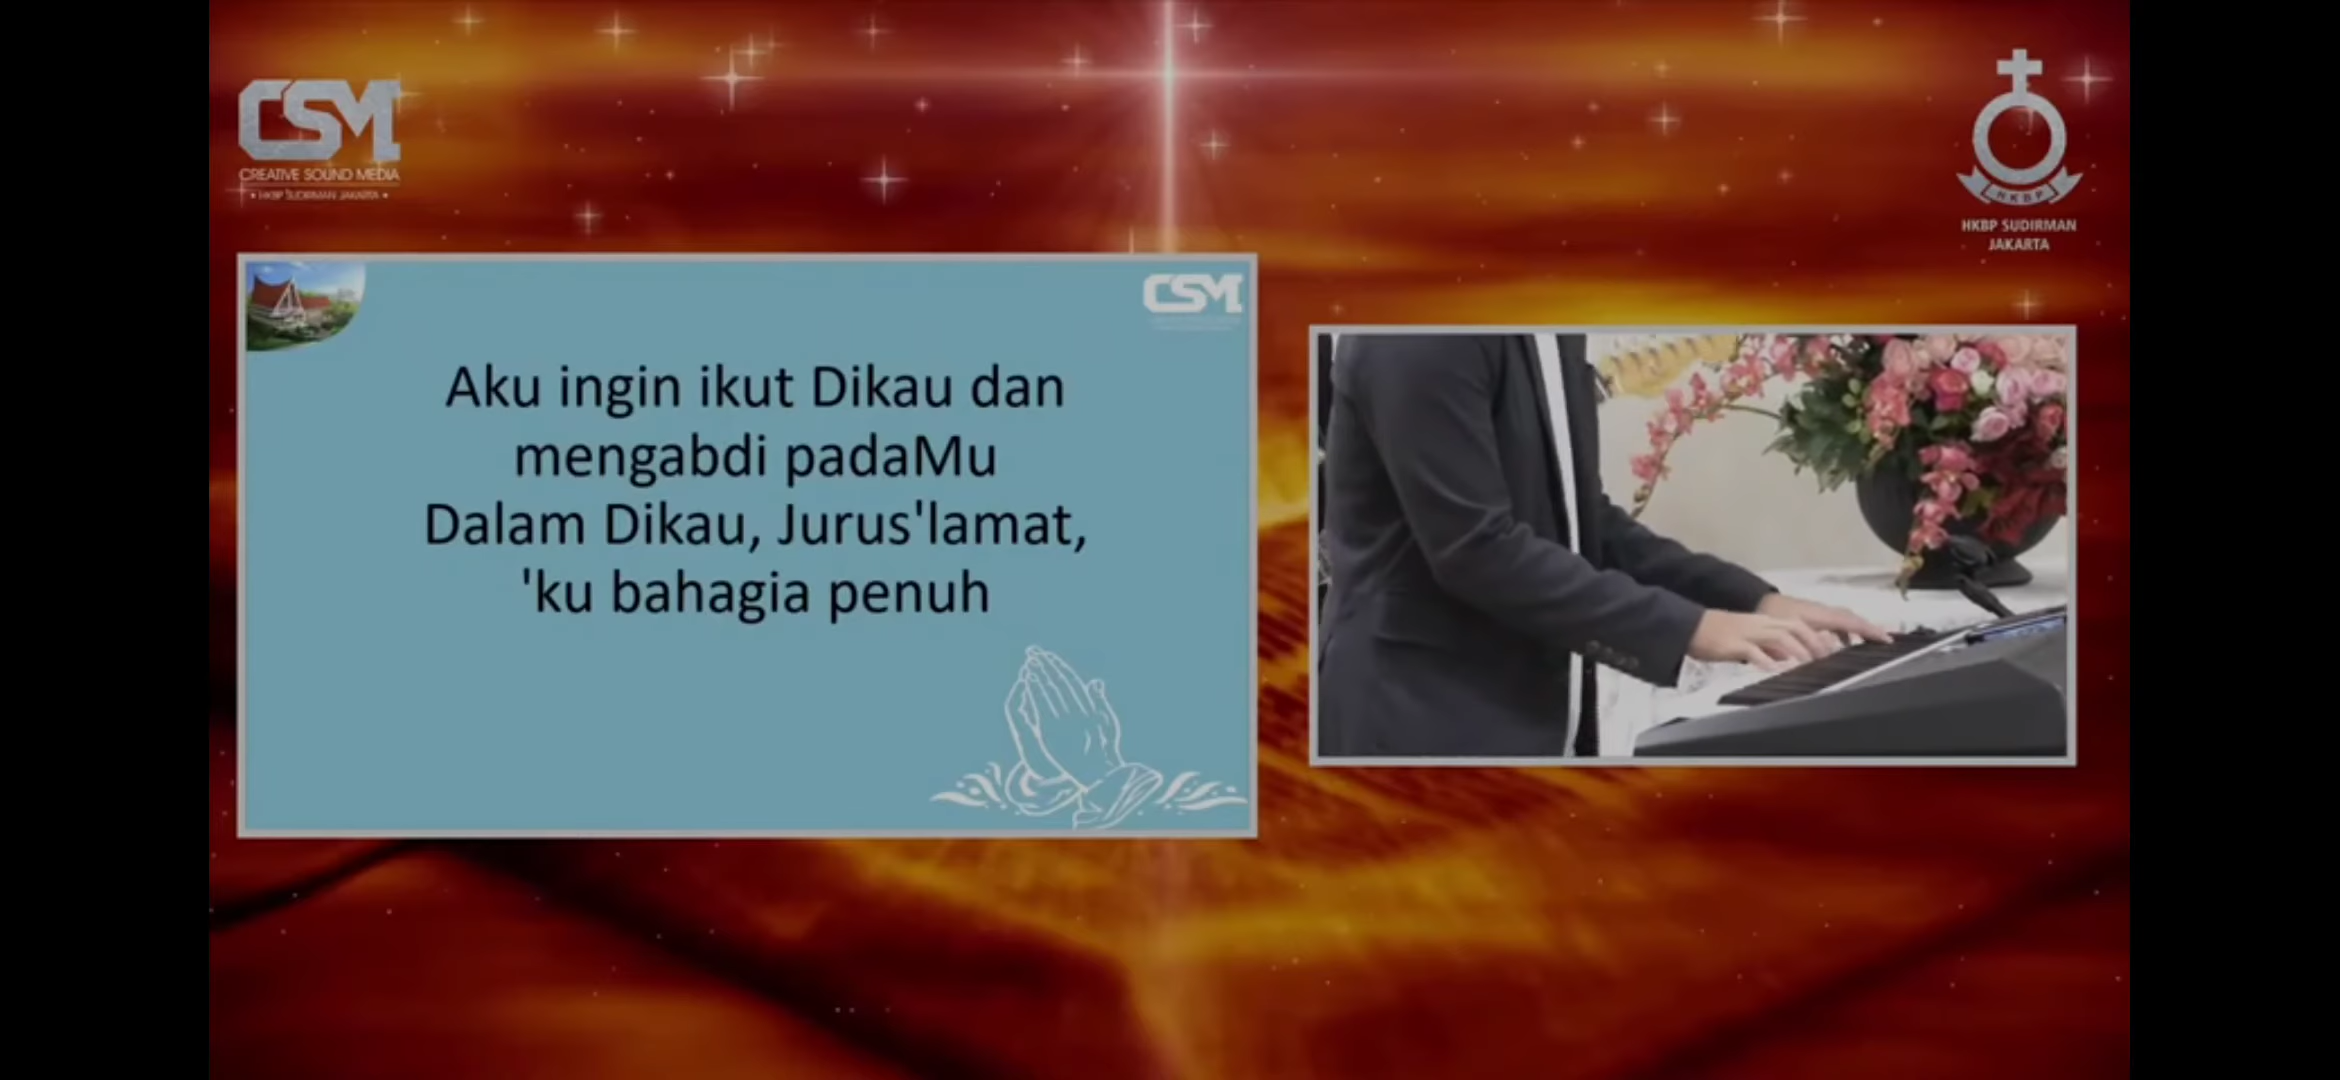 CSM
CREATIVE SOUND MEDIA
• HKBP SUDIRMAN JAKARTA •
HKBP
HKBP SUDIRMAN
JAKARTA
CSM
Aku ingin ikut Dikau dan
mengabdi padaMu
Dalam Dikau, Jurus'lamat,
'ku bahagia penuh